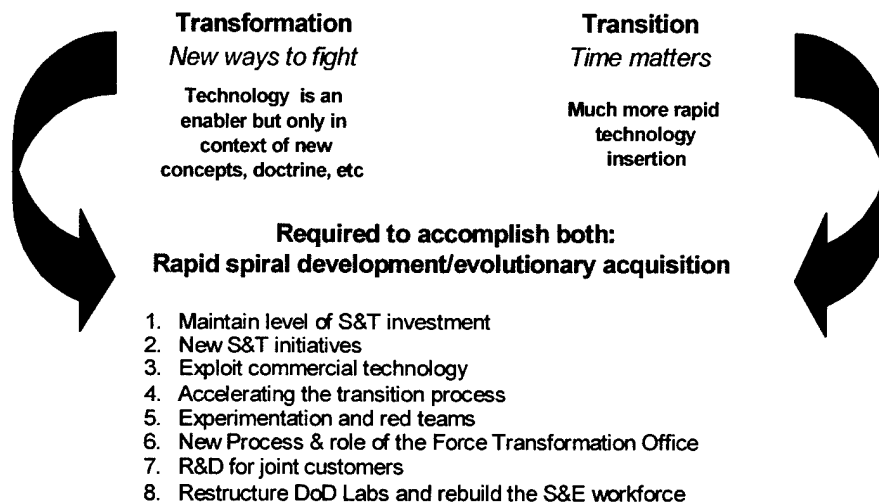 Transformation
New ways to fight
Technology is an
enabler but only in
context of new
concepts, doctrine, etc
Transition
Time matters
Much more rapid
technology
insertion
Required to accomplish both:
Rapid spiral development/evolutionary acquisition
1. Maintain level of S&T investment
2. New S&T initiatives
3. Exploit commercial technology
4. Accelerating the transition process
5. Experimentation and red teams
6. New Process & role of the Force Transformation Office
7. R&D for joint customers
8. Restructure DoD Labs and rebuild the S&E workforce